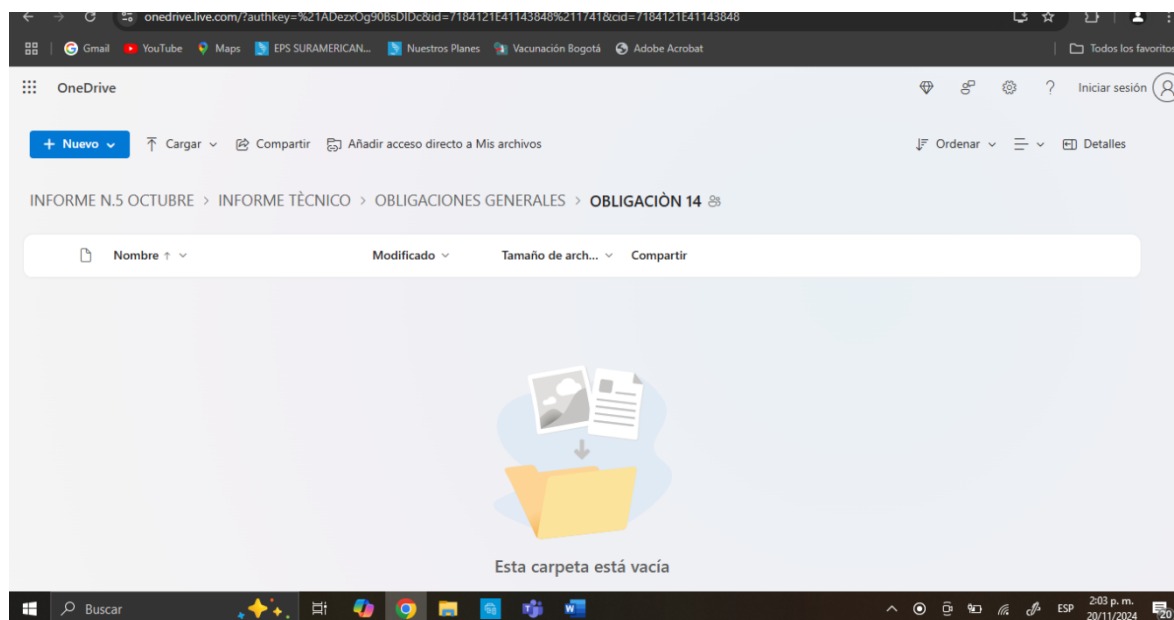 onedrive.live.com/?authkey=%21ADezxOg90BsDIDc&id=7184121E41143848%211741&cid=7184121E41143848
Gmail YouTube Maps EPS SURAMERICAN... Nuestros Planes Vacunación Bogotá Adobe Acrobat Todos los favoritos
OneDrive Iniciar sesión
+ Nuevo Cargar Compartir Añadir acceso directo a Mis archivos Ordenar Detalles
INFORME N.5 OCTUBRE > INFORME TÈCNICO > OBLIGACIONES GENERALES > OBLIGACIÒN 14
Nombre ↑ Modificado Tamaño de arch... Compartir
Esta carpeta está vacía
Buscar ESP 2:03 p. m.
20/11/2024 20